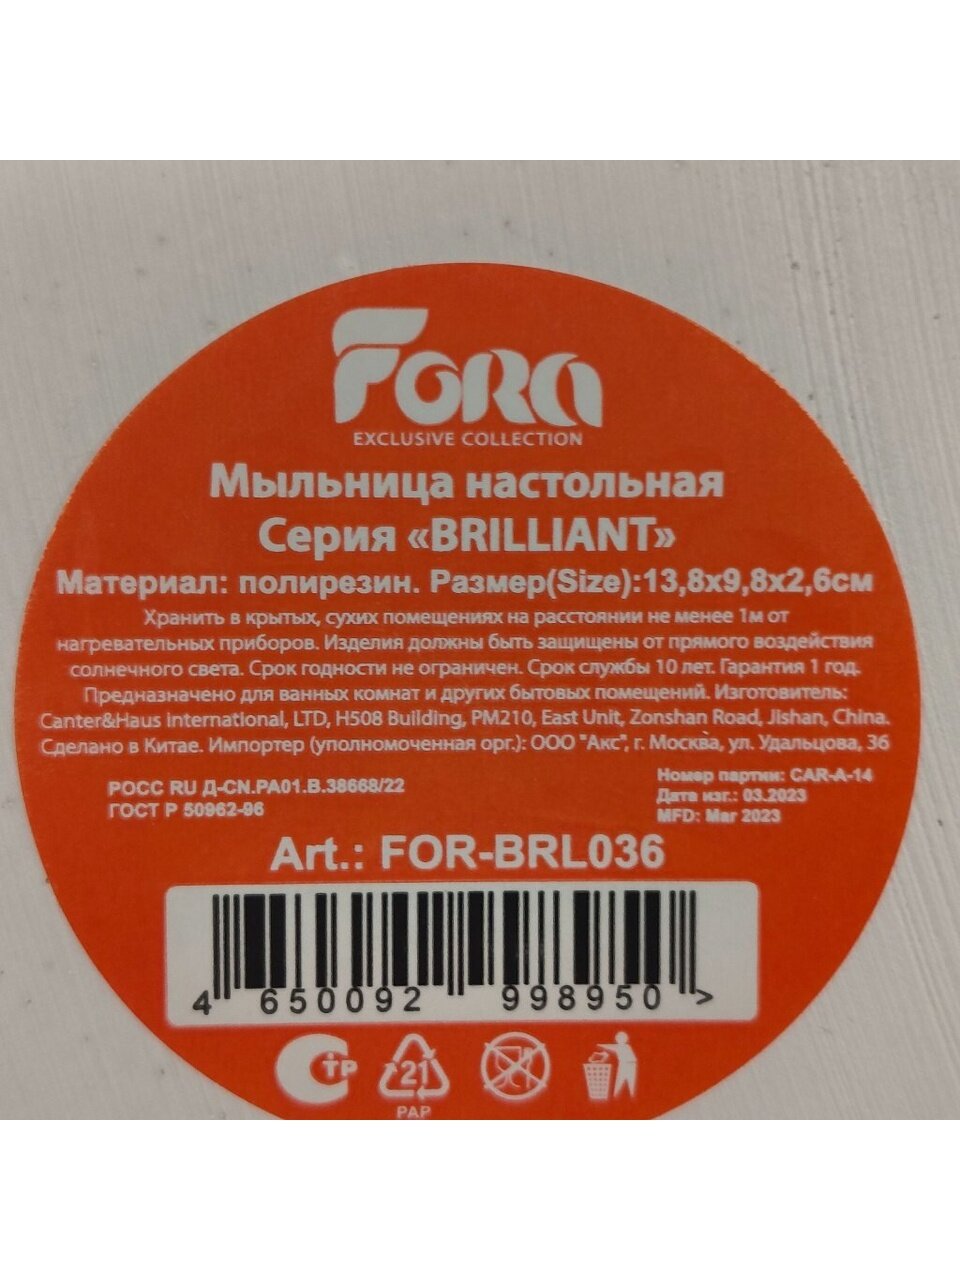 FORA
EXCLUSIVE COLLECTION
Мыльница настольная
Серия «BRILLIANT»
Материал: полирезин. Размер(Size):13,8x9,8x2,6см
Хранить в крытых, сухих помещениях на расстоянии не менее 1м от
нагревательных приборов. Изделия должны быть защищены от прямого воздействия
солнечного света. Срок годности не ограничен. Срок службы 10 лет. Гарантия 1 год.
Предназначено для ванных комнат и других бытовых помещений. Изготовитель:
Canter&Haus international, LTD, H508 Building, PM210, East Unit, Zonshan Road, Jishan, China.
Сделано в Китае. Импортер (уполномоченная орг.): ООО "Акс", г. Москва, ул. Удальцова, 36
РОСС RU Д-CN.РА01.В.38668/22
ГОСТ Р 50962-96
Номер партии: CAR-A-14
Дата изг.: 03.2023
MFD: Mar 2023
Art.: FOR-BRL036
4 650092 998950 >
СТР
21
PAP